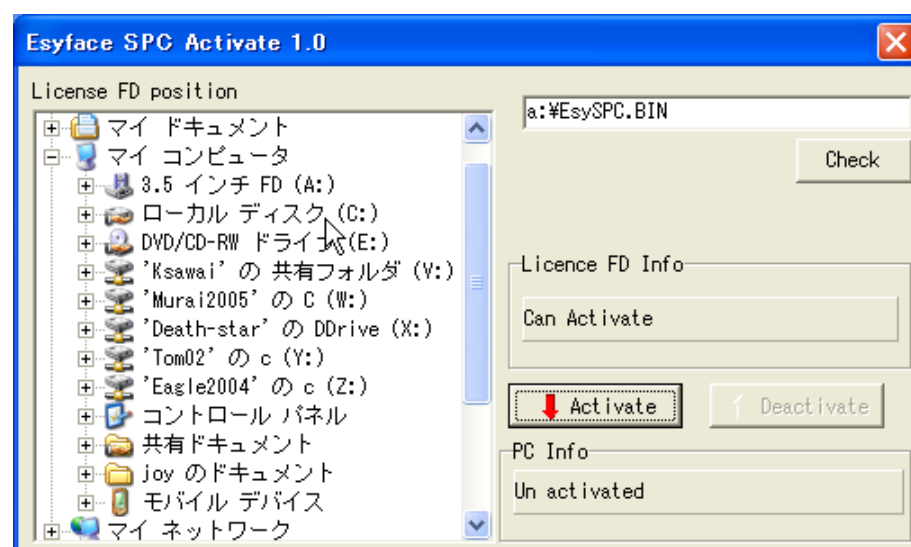 Esyface SPC Activate 1.0
License FD position
マイ ドキュメント
マイ コンピュータ
3.5 インチ FD (A:)
ローカル ディスク (C:)
DVD/CD-RW ドライブ (E:)
'Ksawai' の 共有フォルダ (V:)
'Murai2005' の C (W:)
'Death-star' の DDrive (X:)
'Tom02' の c (Y:)
'Eagle2004' の c (Z:)
コントロール パネル
共有ドキュメント
joy のドキュメント
モバイル デバイス
マイ ネットワーク
a:¥EsySPC.BIN
Check
Licence FD Info
Can Activate
Activate
Deactivate
PC Info
Un activated